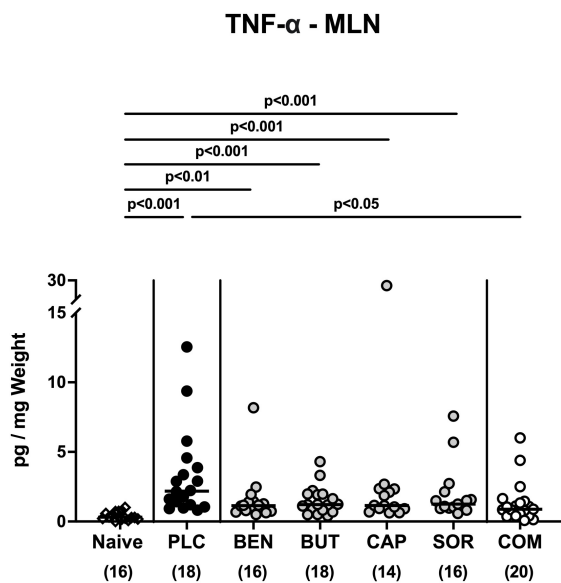 TNF-α - MLN
p<0.001
p<0.001
p<0.001
p<0.01
p<0.001 p<0.05
30
15
10
5
0
pg / mg Weight
Naive PLC BEN BUT CAP SOR COM
(16) (18) (16) (18) (14) (16) (20)